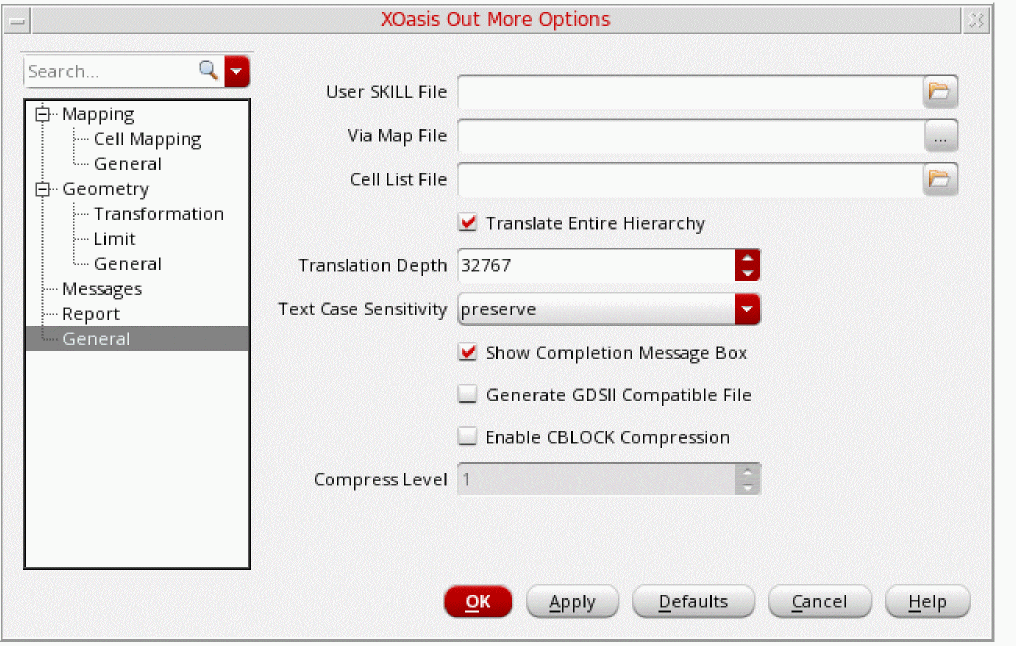 XOasis Out More Options
Search...
Mapping
Cell Mapping
General
Geometry
Transformation
Limit
General
Messages
Report
General
User SKILL File
Via Map File
...
Cell List File
Translate Entire Hierarchy
Translation Depth 32767
Text Case Sensitivity preserve
Show Completion Message Box
Generate GDSII Compatible File
Enable CBLOCK Compression
Compress Level 1
OK Apply Defaults Cancel Help